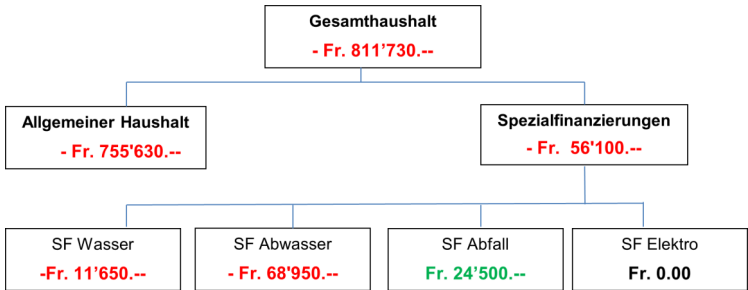 Gesamthaushalt
- Fr. 811’730.--
Allgemeiner Haushalt
- Fr. 755'630.--
Spezialfinanzierungen
- Fr. 56'100.--
SF Wasser
-Fr. 11’650.--
SF Abwasser
- Fr. 68'950.--
SF Abfall
Fr. 24’500.--
SF Elektro
Fr. 0.00